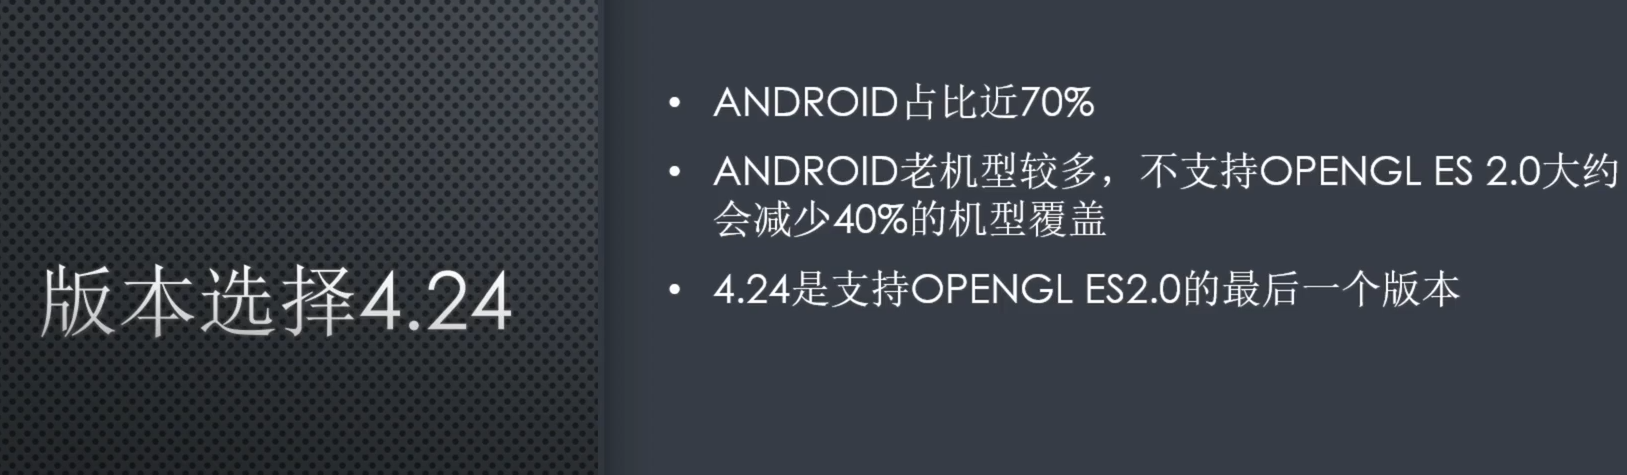 版本选择4.24
• ANDROID占比近70%
• ANDROID老机型较多，不支持OPENGL ES 2.0大约
会减少40%的机型覆盖
• 4.24是支持OPENGL ES2.0的最后一个版本